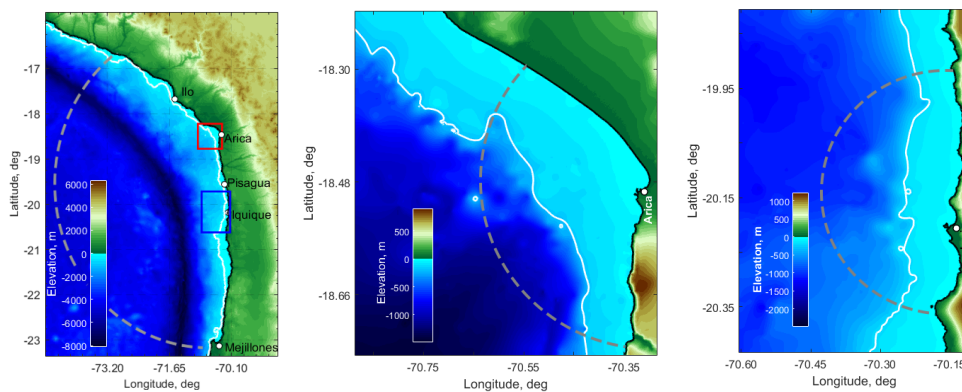 -17
-18
-19
-20
-21
-22
-23
Latitude, deg
Ilo
Arica
Pisagua
Iquique
Mejillones
6000
4000
2000
0
-2000
-4000
-6000
-8000
Elevation, m
-73.20
-71.65
-70.10
Longitude, deg
-18.30
-18.48
-18.66
Latitude, deg
Arica
500
0
-500
-1000
Elevation, m
-70.75
-70.55
-70.35
Longitude, deg
-19.95
-20.15
-20.35
Latitude, deg
1000
500
0
-500
-1000
-1500
-2000
Elevation, m
-70.60
-70.45
-70.30
-70.15
Longitude, deg